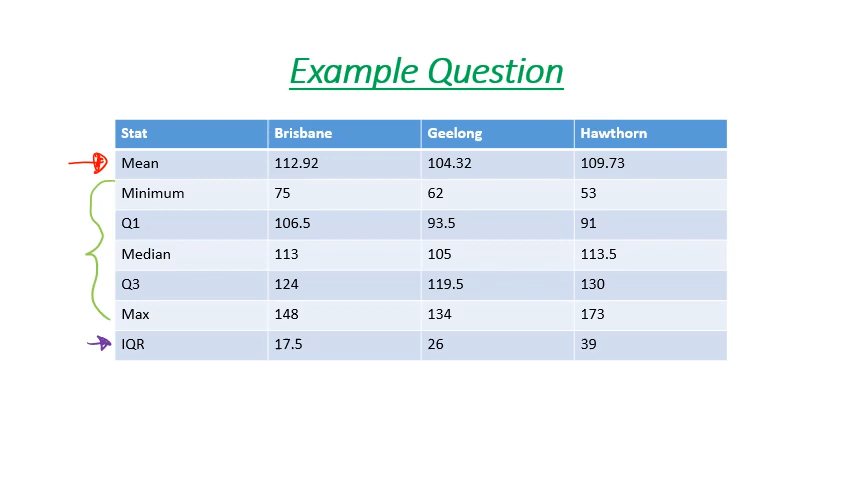 Example Question
Stat Brisbane Geelong Hawthorn
Mean 112.92 104.32 109.73
Minimum 75 62 53
Q1 106.5 93.5 91
Median 113 105 113.5
Q3 124 119.5 130
Max 148 134 173
IQR 17.5 26 39